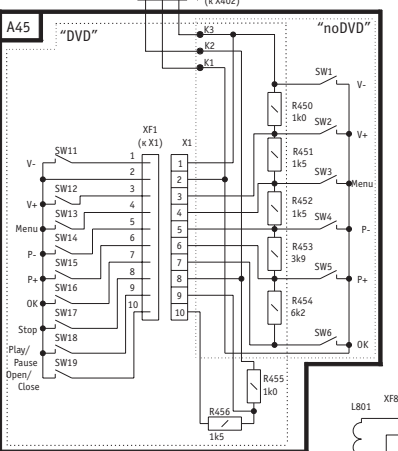 (к X402)
A45
“DVD”
“noDVD”
K3
K2
K1
XF1
(к X1)
X1
SW11
V-
SW12
V+
SW13
Menu
SW14
P-
SW15
P+
SW16
OK
SW17
Stop
SW18
Play/
Pause
SW19
Open/
Close
1
2
3
4
5
6
7
8
9
10
1
2
3
4
5
6
7
8
9
10
SW1
V-
R450
1k0
SW2
V+
R451
1k5
SW3
Menu
R452
1k5
SW4
P-
R453
3k9
SW5
P+
R454
6k2
SW6
OK
R455
1k0
R456
1k5
L801
XF8